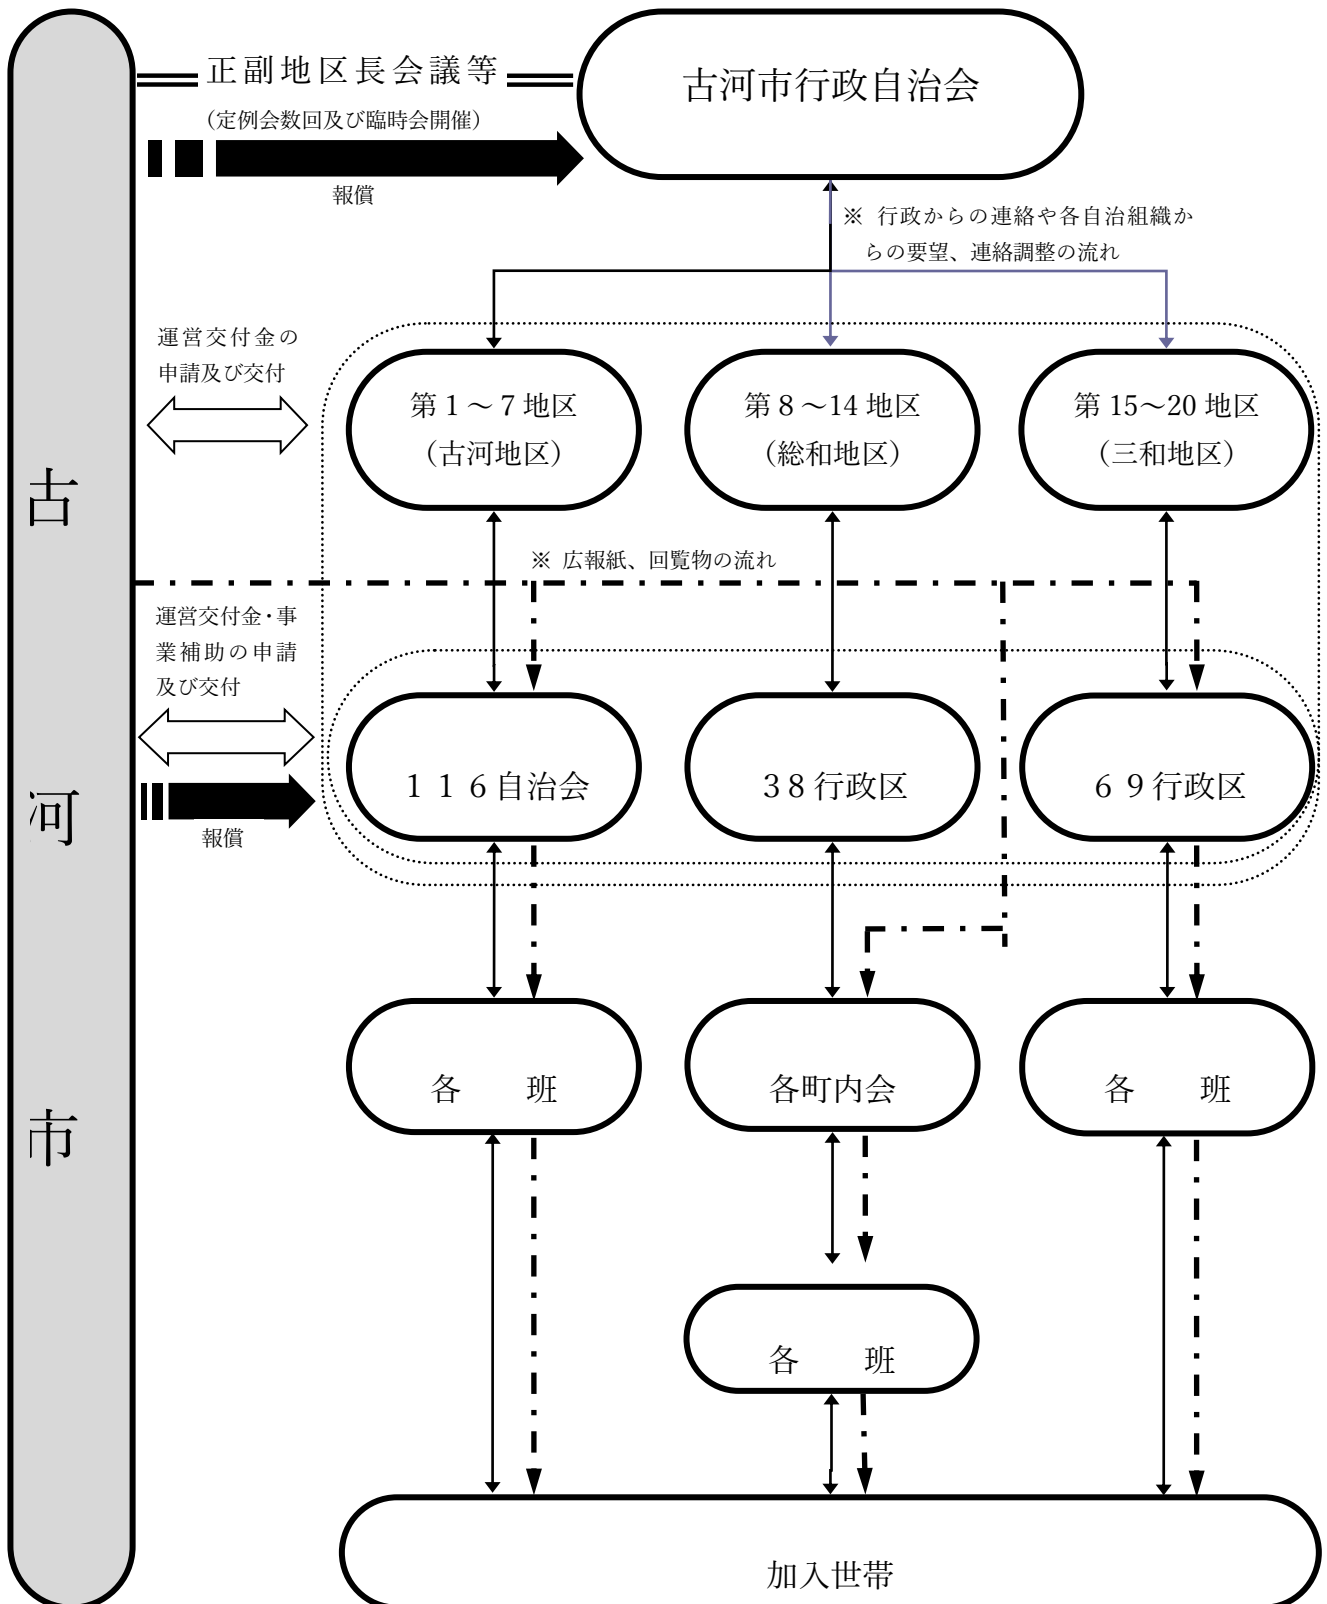 正副地区長会議等
（定例会数回及び臨時会開催）
報償
古河市行政自治会
※ 行政からの連絡や各自治組織か
らの要望、連絡調整の流れ
運営交付金の
申請及び交付
第１～７地区
（古河地区）
第８～14 地区
（総和地区）
第 15～20 地区
（三和地区）
※ 広報紙、回覧物の流れ
運営交付金・事
業補助の申請
及び交付
報償
１１６自治会
３８行政区
６９行政区
各　班
各町内会
各　班
各　班
加入世帯
古
河
市